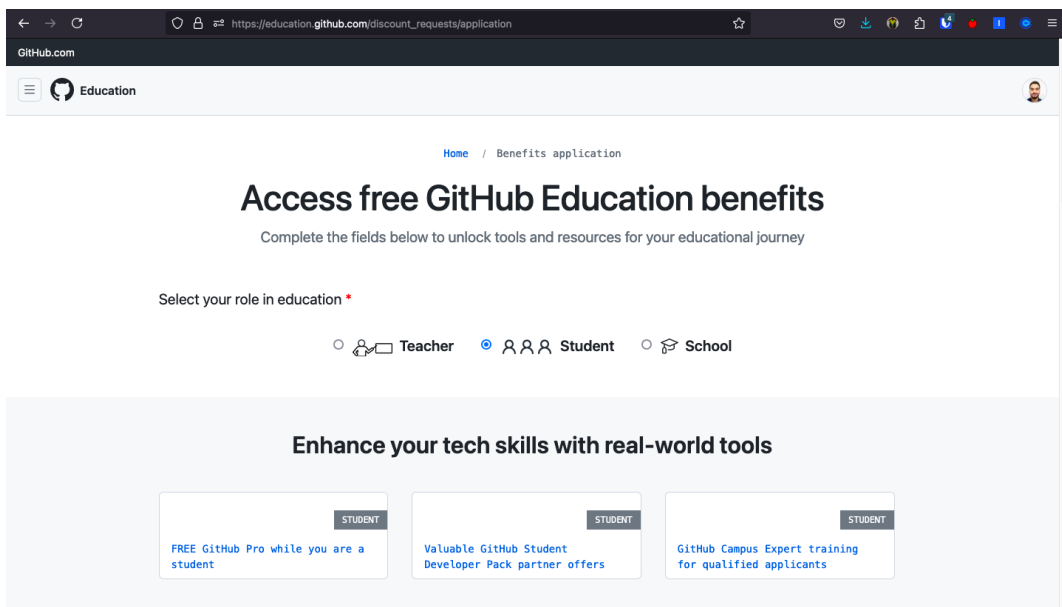 https://education.github.com/discount_requests/application
4
GitHub.com
Education
Home / Benefits application
Access free GitHub Education benefits
Complete the fields below to unlock tools and resources for your educational journey
Select your role in education *
Teacher Student School
Enhance your tech skills with real-world tools
STUDENT
FREE GitHub Pro while you are a
student
STUDENT
Valuable GitHub Student
Developer Pack partner offers
STUDENT
GitHub Campus Expert training
for qualified applicants